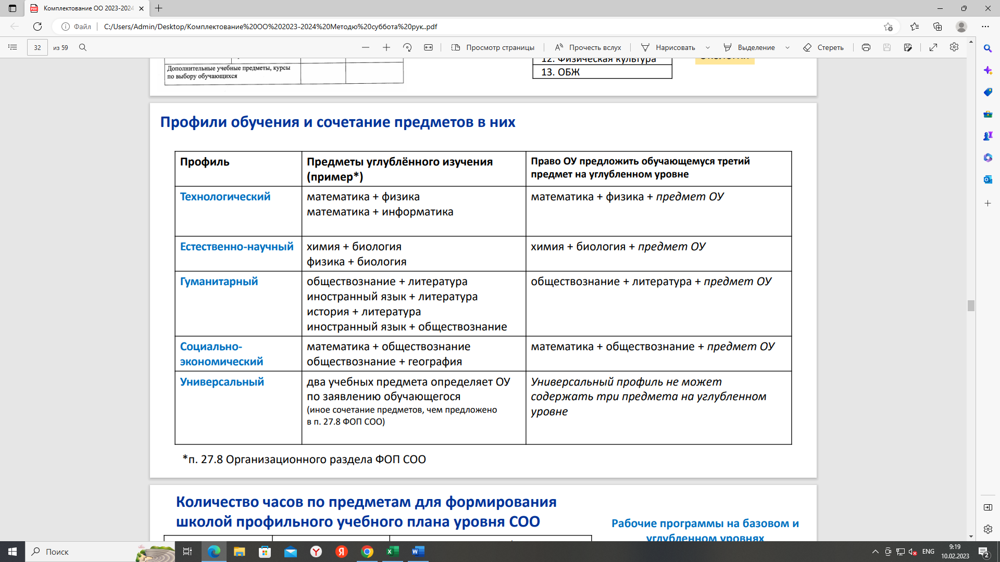 Комплектование ОО 2023-2024
Файл
C:/Users/Admin/Desktop/Комплектование%20ОО%202023-2024%20Методю%20суббота%20рук..pdf
32
из 59
Просмотр страницы
Прочесть вслух
Нарисовать
Выделение
Стереть
Дополнительные учебные предметы, курсы
по выбору обучающихся
12. Физическая культура
13. ОБЖ
Профили обучения и сочетание предметов в них
Профиль
Предметы углублённого изучения
(пример*)
Право ОУ предложить обучающемуся третий
предмет на углубленном уровне
Технологический
математика + физика
математика + информатика
математика + физика + предмет ОУ
Естественно-научный
химия + биология
физика + биология
химия + биология + предмет ОУ
Гуманитарный
обществознание + литература
иностранный язык + литература
история + литература
иностранный язык + обществознание
обществознание + литература + предмет ОУ
Социально-
экономический
математика + обществознание
обществознание + география
математика + обществознание + предмет ОУ
Универсальный
два учебных предмета определяет ОУ
по заявлению обучающегося
(иное сочетание предметов, чем предложено
в п. 27.8 ФОП СОО)
Универсальный профиль не может
содержать три предмета на углубленном
уровне
*п. 27.8 Организационного раздела ФОП СОО
Количество часов по предметам для формирования
школой профильного учебного плана уровня СОО
Рабочие программы на базовом и
углубленном уровнях
Поиск
ENG
9:19
10.02.2023
2